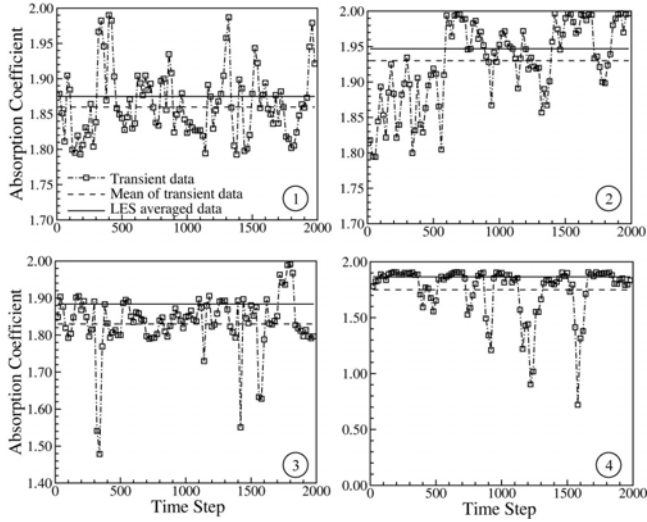 2.00
1.95
1.90
1.85
1.80
1.75
1.70
Absorption Coefficient
Transient data
Mean of transient data
LES averaged data
1
0 500 1000 1500 2000
2.00
1.95
1.90
1.85
1.80
1.75
1.70
Absorption Coefficient
2
0 500 1000 1500 2000
2.00
1.90
1.80
1.70
1.60
1.50
1.40
Absorption Coefficient
3
0 500 1000 1500 2000
Time Step
2.00
1.50
1.00
0.50
0.00
4
0 500 1000 1500 2000
Time Step